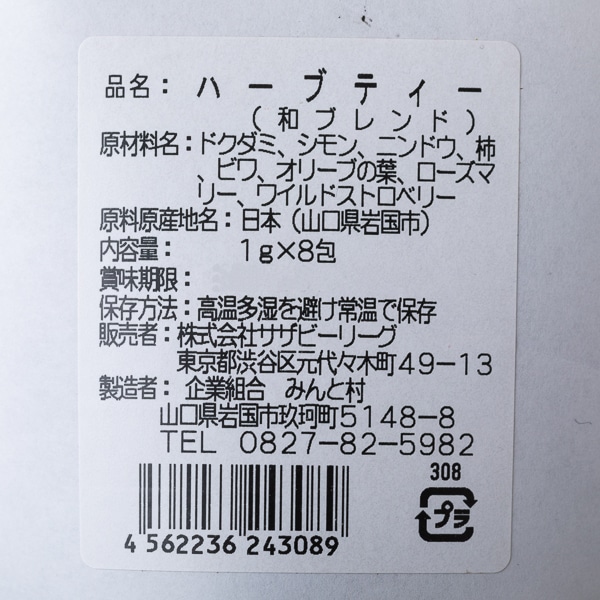 品名：ハーブティー
（和ブレンド）
原材料名：ドクダミ、シモン、ニンドウ、柿
、ビワ、オリーブの葉、ローズマ
リー、ワイルドストロベリー
原料原産地名：日本（山口県岩国市）
内容量：　　１ｇ×８包
賞味期限：
保存方法：高温多湿を避け常温で保存
販売者：株式会社サザビーリーグ
東京都渋谷区元代々木町４９－１３
製造者：企業組合　みんと村
山口県岩国市玖珂町５１４８－８
ＴＥＬ　０８２７－８２－５９８２
308
プラ
4 562236 243089